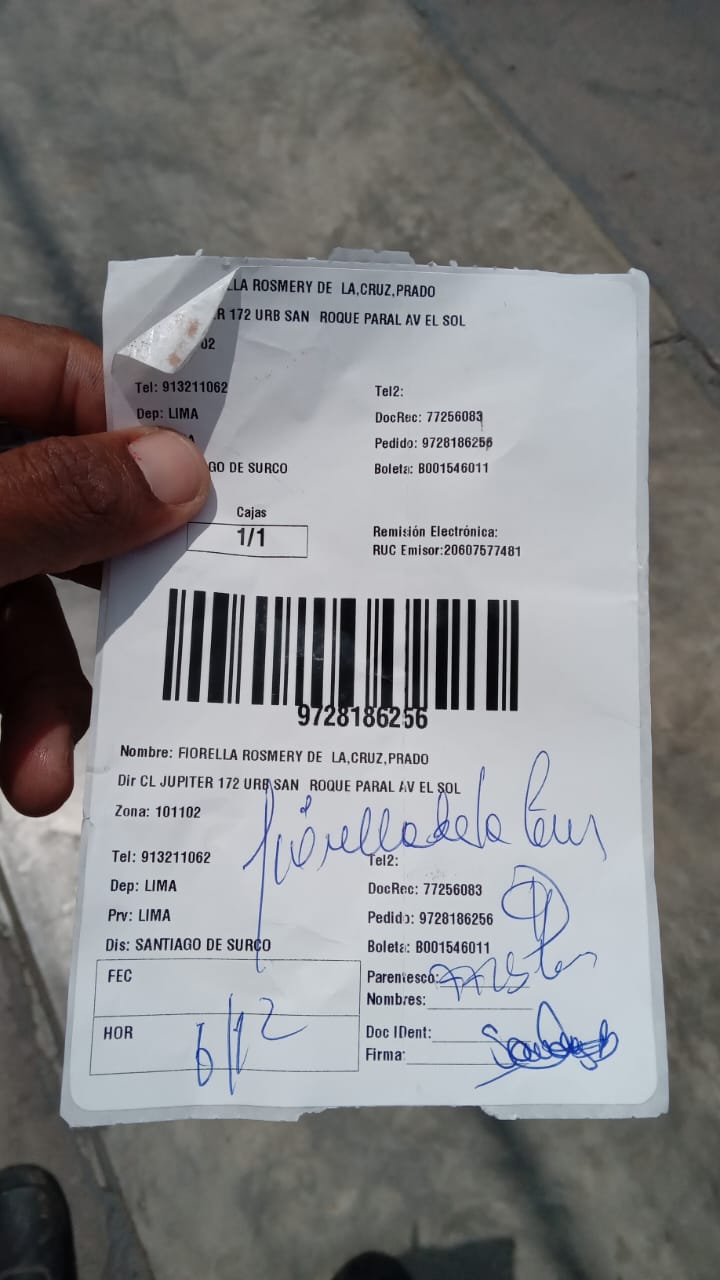 LLA ROSMERY DE LA,CRUZ,PRADO
R 172 URB SAN ROQUE PARAL AV EL SOL
02
Tel: 913211062 Tel2:
Dep: LIMA DocRec: 77256083
A Pedido: 9728186256
GO DE SURCO Boleta: B001546011
Cajas
1/1
Remisión Electrónica:
RUC Emisor:20607577481
9728186256
Nombre: FIORELLA ROSMERY DE LA,CRUZ,PRADO
Dir CL JUPITER 172 URB SAN ROQUE PARAL AV EL SOL
Zona: 101102
fiorella de la Cruz
Tel: 913211062 Tel2:
Dep: LIMA DocRec: 77256083
Prv: LIMA Pedido: 9728186256
Dis: SANTIAGO DE SURCO Boleta: B001546011
FEC Parentesco:
Nombres:
HOR 6/12 Doc IDent:
Firma: